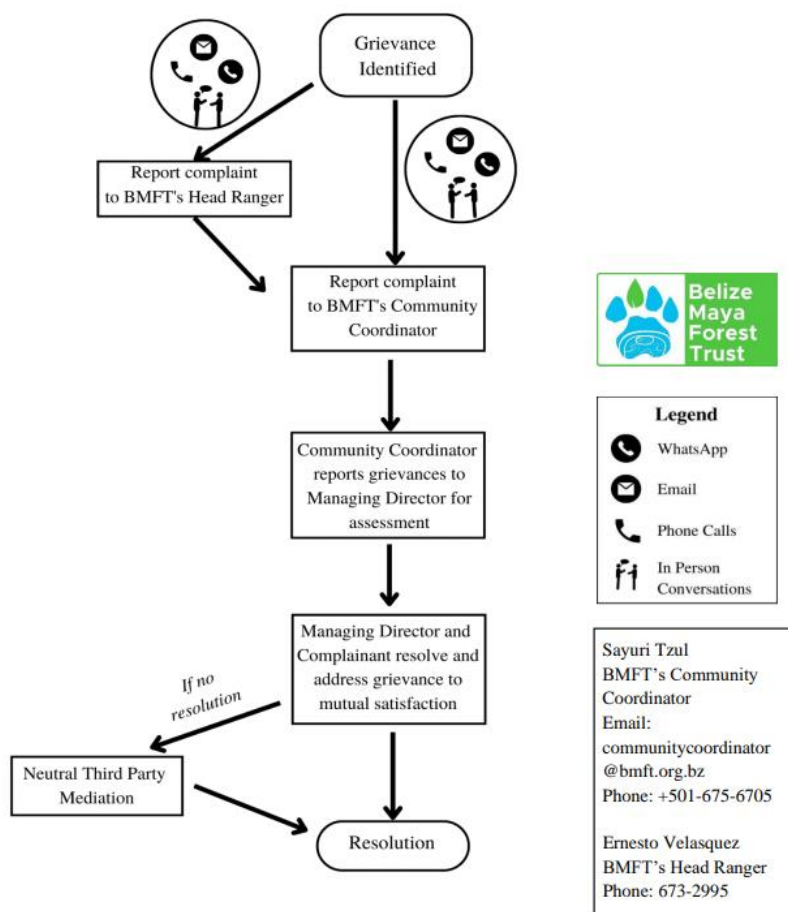 Grievance
Identified
Report complaint
to BMFT's Head Ranger
Report complaint
to BMFT's Community
Coordinator
Community Coordinator
reports grievances to
Managing Director for
assessment
Managing Director and
Complainant resolve and
address grievance to
mutual satisfaction
If no
resolution
Neutral Third Party
Mediation
Resolution
Belize
Maya
Forest
Trust
Legend
WhatsApp
Email
Phone Calls
In Person
Conversations
Sayuri Tzul
BMFT’s Community
Coordinator
Email:
communitycoordinator
@bmft.org.bz
Phone: +501-675-6705
Ernesto Velasquez
BMFT’s Head Ranger
Phone: 673-2995